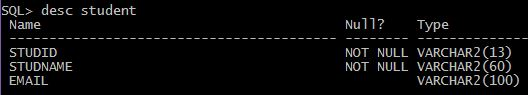 SQL> desc student
Name Null? Type
----------------------------------------- -------- ---------------
STUDID NOT NULL VARCHAR2(13)
STUDNAME NOT NULL VARCHAR2(60)
EMAIL VARCHAR2(100)